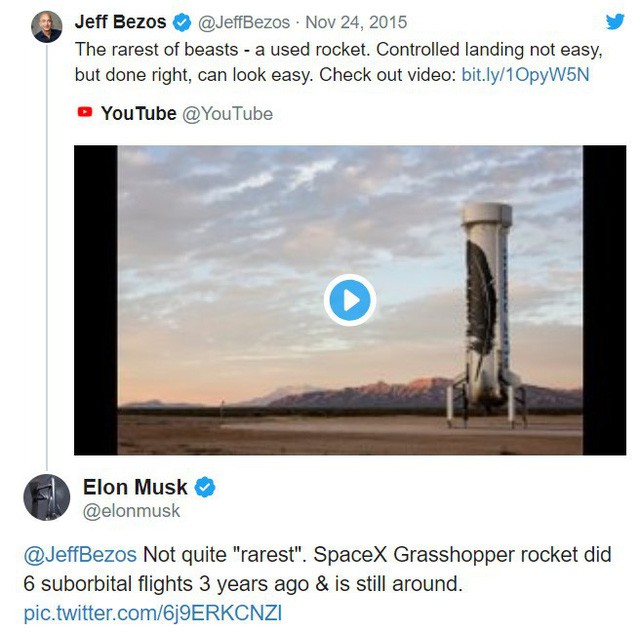 Jeff Bezos @JeffBezos · Nov 24, 2015
The rarest of beasts - a used rocket. Controlled landing not easy,
but done right, can look easy. Check out video: bit.ly/1OpyW5N
YouTube @YouTube
Elon Musk
@elonmusk
@JeffBezos Not quite "rarest". SpaceX Grasshopper rocket did
6 suborbital flights 3 years ago & is still around.
pic.twitter.com/6j9ERKCNZl